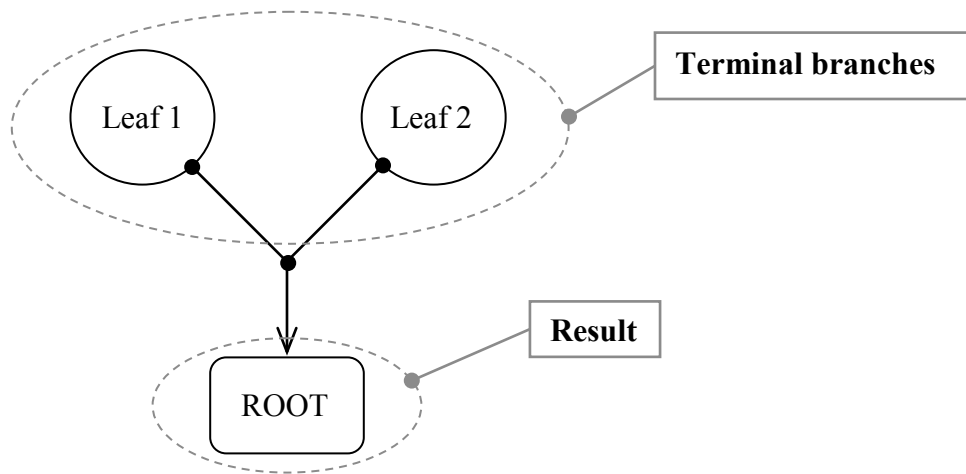 Terminal branches
Leaf 1
Leaf 2
Result
ROOT